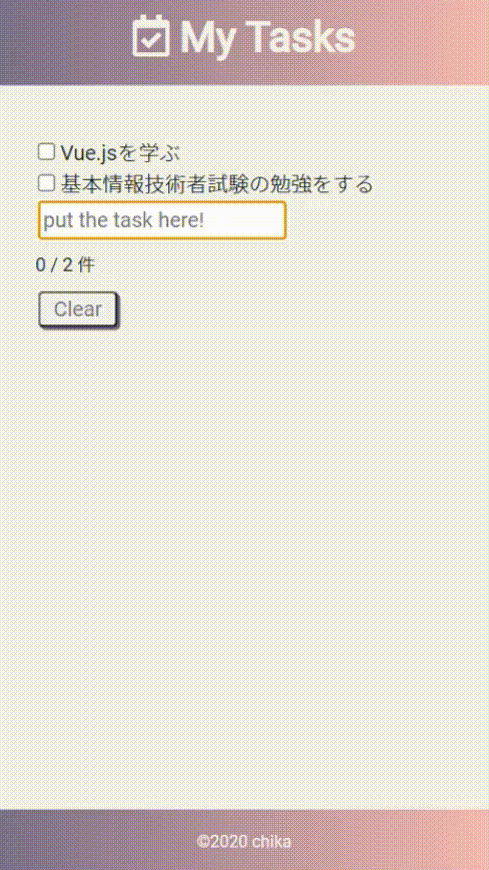 My Tasks
Vue.jsを学ぶ
基本情報技術者試験の勉強をする
put the task here!
0 / 2 件
Clear
©2020 chika